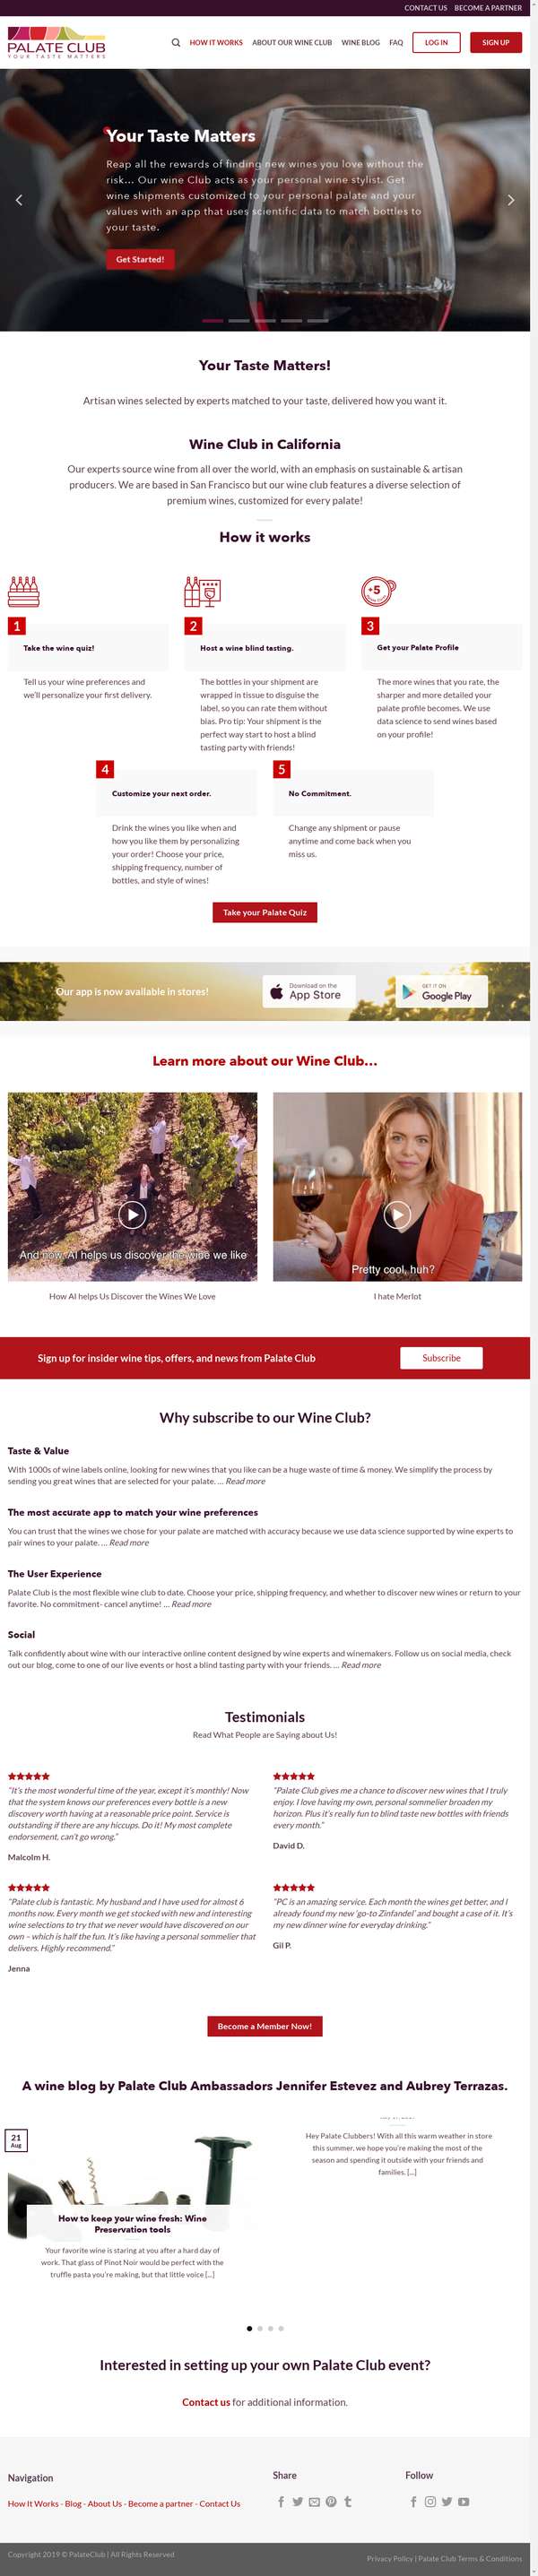 CONTACT US BECOME A PARTNER
PALATE CLUB
YOUR TASTE MATTERS
HOW IT WORKS ABOUT OUR WINE CLUB WINE BLOG FAQ LOG IN SIGN UP
Your Taste Matters
Reap all the rewards of finding new wines you love without the
risk... Our wine Club acts as your personal wine stylist. Get
wine shipments customized to your personal palate and your
values with an app that uses scientific data to match bottles to
your taste.
Get Started!
Your Taste Matters!
Artisan wines selected by experts matched to your taste, delivered how you want it.
Wine Club in California
Our experts source wine from all over the world, with an emphasis on sustainable & artisan
producers. We are based in San Francisco but our wine club features a diverse selection of
premium wines, customized for every palate!
How it works
+5
1
Take the wine quiz!
Tell us your wine preferences and
we'll personalize your first delivery.
2
Host a wine blind tasting.
The bottles in your shipment are
wrapped in tissue to disguise the
label, so you can rate them without
bias. Pro tip: Your shipment is the
perfect way start to host a blind
tasting party with friends!
3
Get your Palate Profile
The more wines that you rate, the
sharper and more detailed your
palate profile becomes. We use
data science to send wines based
on your profile!
4
Customize your next order.
Drink the wines you like when and
how you like them by personalizing
your order! Choose your price,
shipping frequency, number of
bottles, and style of wines!
5
No Commitment.
Change any shipment or pause
anytime and come back when you
miss us.
Take your Palate Quiz
Our app is now available in stores!
Download on the
App Store
GET IT ON
Google Play
Learn more about our Wine Club...
And now, AI helps us discover the wine we like
Pretty cool, huh?
How AI helps Us Discover the Wines We Love
I hate Merlot
Sign up for insider wine tips, offers, and news from Palate Club
Subscribe
Why subscribe to our Wine Club?
Taste & Value
With 1000s of wine labels online, looking for new wines that you like can be a huge waste of time & money. We simplify the process by
sending you great wines that are selected for your palate. ... Read more
The most accurate app to match your wine preferences
You can trust that the wines we chose for your palate are matched with accuracy because we use data science supported by wine experts to
pair wines to your palate. ... Read more
The User Experience
Palate Club is the most flexible wine club to date. Choose your price, shipping frequency, and whether to discover new wines or return to your
favorite. No commitment- cancel anytime! ... Read more
Social
Talk confidently about wine with our interactive online content designed by wine experts and winemakers. Follow us on social media, check
out our blog, come to one of our live events or host a blind tasting party with your friends. ... Read more
Testimonials
Read What People are Saying about Us!
"It's the most wonderful time of the year, except it's monthly! Now
that the system knows our preferences every bottle is a new
discovery worth having at a reasonable price point. Service is
outstanding if there are any hiccups. Do it! My most complete
endorsement, can't go wrong."
Malcolm H.
"Palate Club gives me a chance to discover new wines that I truly
enjoy. I love having my own, personal sommelier broaden my
horizon. Plus it's really fun to blind taste new bottles with friends
every month."
David D.
"Palate club is fantastic. My husband and I have used for almost 6
months now. Every month we get stocked with new and interesting
wine selections to try that we never would have discovered on our
own – which is half the fun. It's like having a personal sommelier that
delivers. Highly recommend."
Jenna
"PC is an amazing service. Each month the wines get better, and I
already found my new 'go-to Zinfandel' and bought a case of it. It's
my new dinner wine for everyday drinking."
Gil P.
Become a Member Now!
A wine blog by Palate Club Ambassadors Jennifer Estevez and Aubrey Terrazas.
21
Aug
How to keep your wine fresh: Wine
Preservation tools
Your favorite wine is staring at you after a hard day of
work. That glass of Pinot Noir would be perfect with the
truffle pasta you're making, but that little voice [...]
Hey Palate Clubbers! With all this warm weather in store
this summer, we hope you're making the most of the
season and spending it outside with your friends and
families. [...]
Interested in setting up your own Palate Club event?
Contact us for additional information.
Navigation
How It Works - Blog - About Us - Become a partner - Contact Us
Share
Follow
Copyright 2019 © PalateClub | All Rights Reserved
Privacy Policy | Palate Club Terms & Conditions